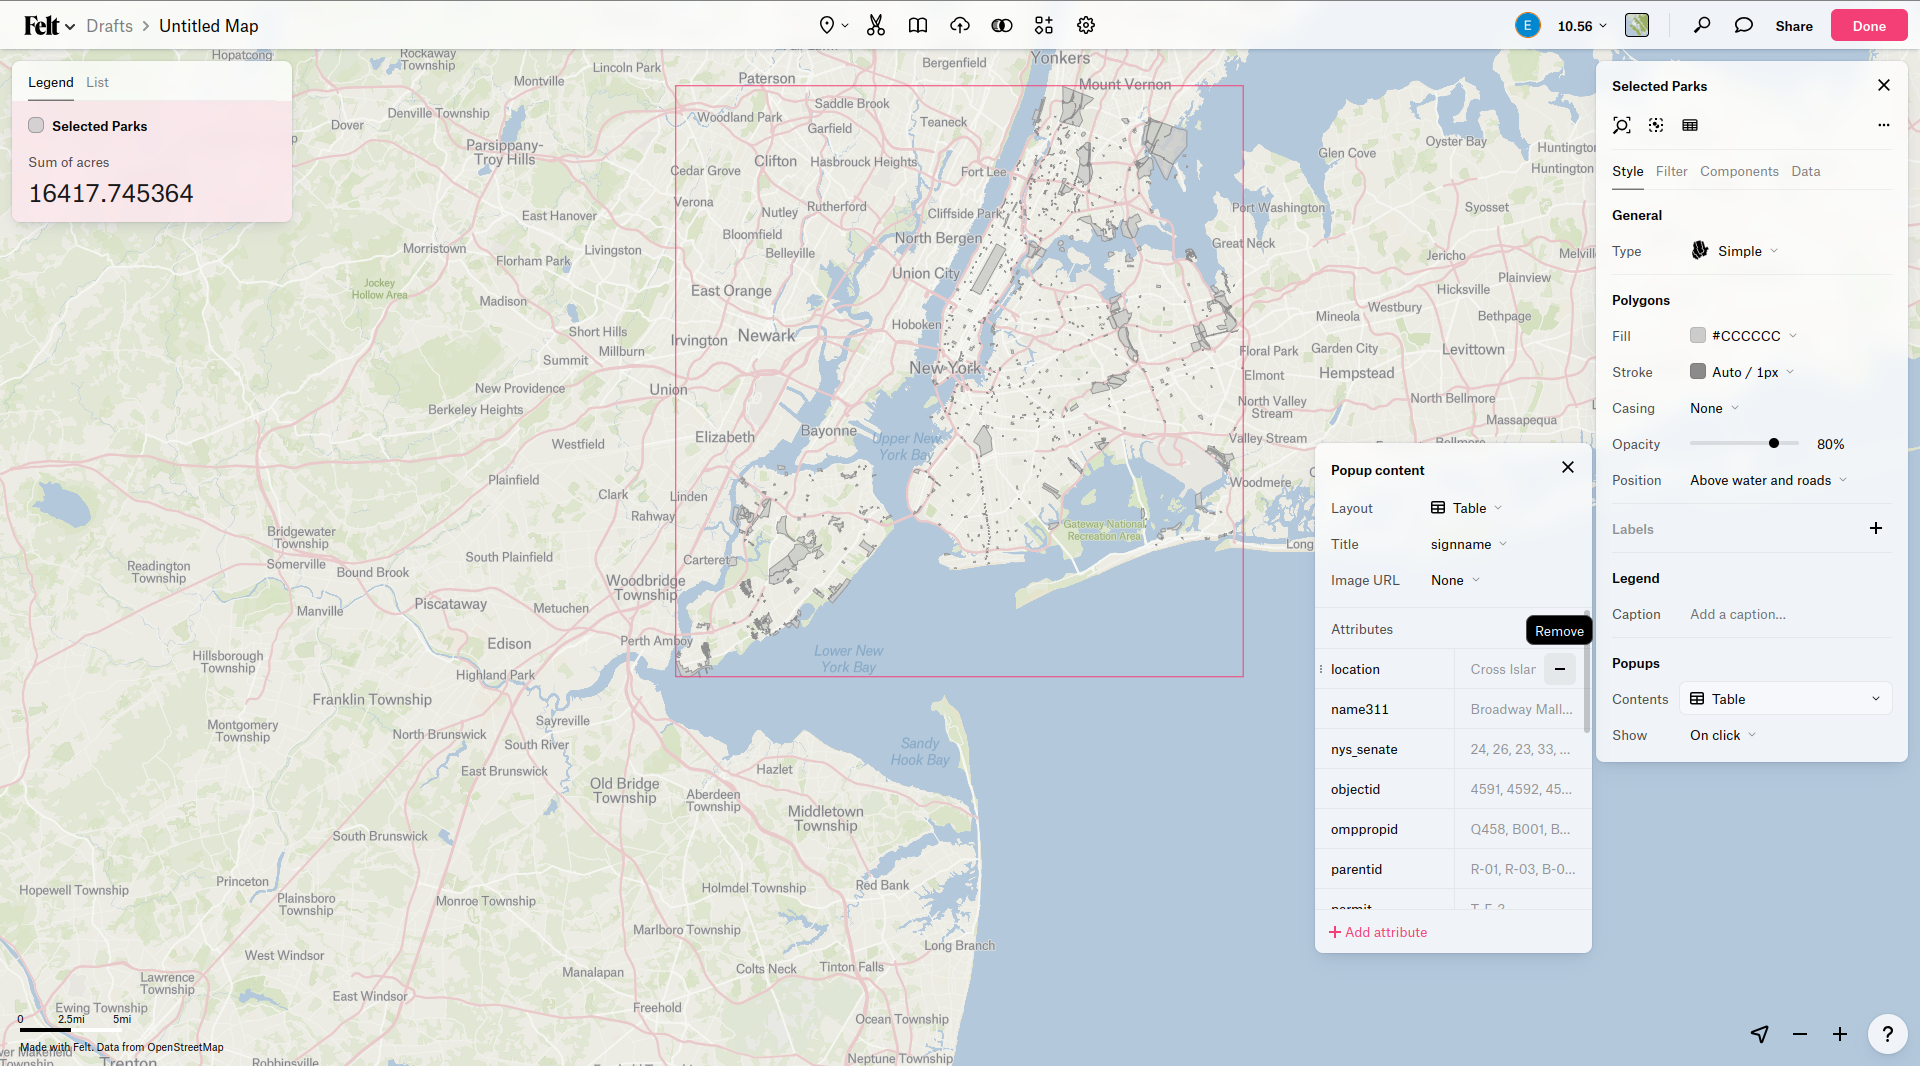 Felt
Drafts
Untitled Map
E
10.56
Share
Done
Legend
List
Selected Parks
Sum of acres
16417.745364
Selected Parks
Style
Filter
Components
Data
General
Type
Simple
Polygons
Fill
#CCCCCC
Stroke
Auto / 1px
Casing
None
Opacity
80%
Position
Above water and roads
Labels
Legend
Caption
Add a caption...
Popups
Contents
Table
Show
On click
Popup content
Layout
Table
Title
signname
Image URL
None
Attributes
Remove
location
Cross Islar
name311
Broadway Mall...
nys_senate
24, 26, 23, 33, ...
objectid
4591, 4592, 45...
omppropid
Q458, B001, B...
parentid
R-01, R-03, B-0...
Add attribute
Hopatcong
Rockaway
Township
Lincoln Park
Montville
Paterson
Bergenfield
Yonkers
Mount Vernon
Saddle Brook
Woodland Park
Garfield
Teaneck
Denville Township
Dover
Parsippany-
Troy Hills
Clifton
Hasbrouck Heights
Cedar Grove
Fort Lee
Glen Cove
Oyster Bay
Huntington
Huntington
Verona
Nutley
Rutherford
Cliffside Park
Port Washington
Syosset
East Hanover
Bloomfield
Belleville
North Bergen
Great Neck
Jericho
Melvill
Morristown
Livingston
Florham Park
Union City
Plainview
Hicksville
Jockey
Hollow Area
Madison
East Orange
Westbury
Mineola
Bethpage
Short Hills
Millburn
Irvington
Newark
Hoboken
Floral Park
Garden City
Levittown
Summit
New York
Elmont
Hempstead
New Providence
Union
North Valley
Stream
North Bellmore
Berkeley Heights
Massapequa
Westfield
Elizabeth
Bayonne
Upper New
York Bay
Valley Stream
Plainfield
Clark
Linden
Woodmere
Rahway
Gateway National
Recreation Area
Long
Bridgewater
Township
Somerville
South Plainfield
Carteret
Readington
Township
Bound Brook
Woodbridge
Township
Manville
Piscataway
Metuchen
Edison
Perth Amboy
Lower New
York Bay
Hillsborough
Township
Highland Park
Franklin Township
Sayreville
Montgomery
Township
North Brunswick
South River
Sandy
Hook Bay
East Brunswick
Hazlet
Old Bridge
Township
Aberdeen
Township
Middletown
Township
South Brunswick
Hopewell Township
Princeton
Plainsboro
Township
Monroe Township
Holmdel Township
Red Bank
Marlboro Township
Long Branch
West Windsor
Colts Neck
Tinton Falls
Manalapan
Lawrence
Township
East Windsor
Ewing Township
Freehold
Ocean Township
Neptune Township
Robbinsville
Trenton
0
2.5mi
5mi
Made with Felt. Data from OpenStreetMap
?